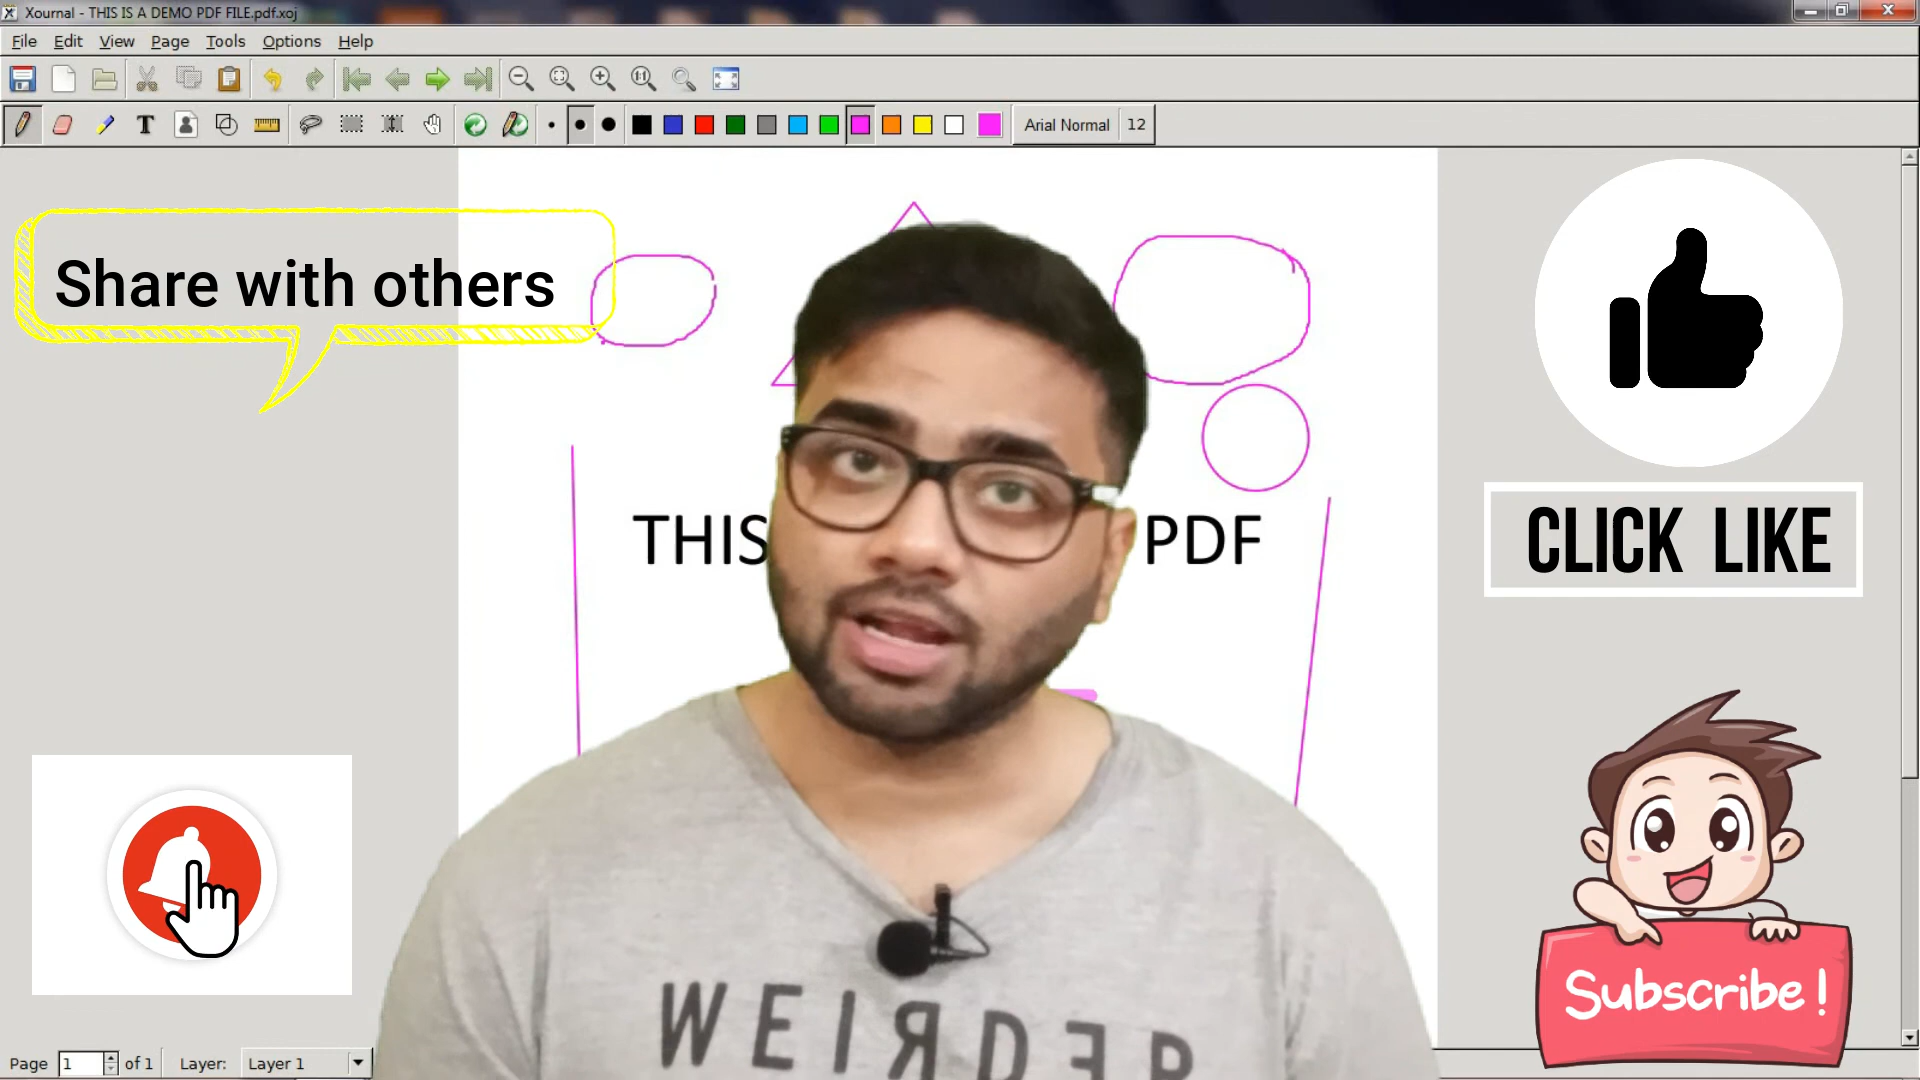 Xournal - THIS IS A DEMO PDF FILE.pdf.xoj
File Edit View Page Tools Options Help
T
Arial Normal 12
Share with others
CLICK LIKE
THIS PDF
WEIRDER
Subscribe!
Page 1 of 1 Layer: Layer 1